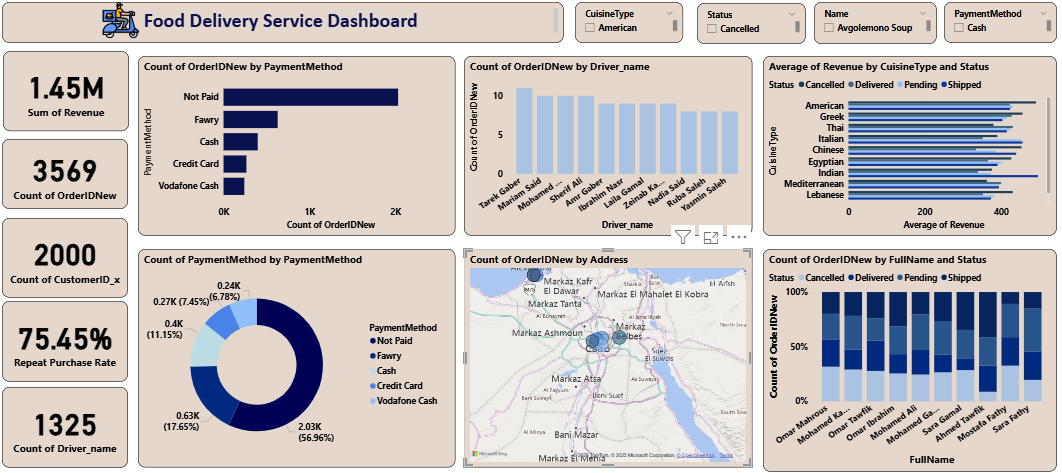 Food Delivery Service Dashboard
CuisineType
American
Status
Cancelled
Name
Avgolemono Soup
PaymentMethod
Cash
1.45M
Sum of Revenue
3569
Count of OrderIDNew
2000
Count of CustomerID_x
75.45%
Repeat Purchase Rate
1325
Count of Driver_name
Count of OrderIDNew by PaymentMethod
PaymentMethod
Not Paid
Fawry
Cash
Credit Card
Vodafone Cash
0K
1K
2K
Count of OrderIDNew
Count of OrderIDNew by Driver_name
Count of OrderIDNew
10
5
0
Tarek Gaber
Mariam Said
Mohamed ...
Sherif Ali
Amr Gaber
Ibrahim Nasr
Laila Gamal
Zeinab Ka...
Nadia Said
Ruba Saleh
Yasmin Saleh
Driver_name
Average of Revenue by CuisineType and Status
Status Cancelled Delivered Pending Shipped
CuisineType
American
Greek
Thai
Italian
Chinese
Egyptian
Indian
Mediterranean
Lebanese
0
200
400
Average of Revenue
Count of PaymentMethod by PaymentMethod
0.24K
(6.78%)
0.27K (7.45%)
0.4K
(11.15%)
0.63K
(17.65%)
2.03K
(56.96%)
PaymentMethod
Not Paid
Fawry
Cash
Credit Card
Vodafone Cash
Count of OrderIDNew by Address
Markaz Kafr
El Dawar
El 'Arish
Markaz Tanta
Markaz El Mahalet El Kobra
Markaz Ashmoun
Markaz
Belbes
Cairo
Suez
El Suweis
Markaz Atsa
Beni Suef
Bani Mazar
Markaz El Menia
Microsoft Bing
© 2025 TomTom, © 2025 Microsoft Corporation, © OpenStreetMap Terms
Count of OrderIDNew by FullName and Status
Status Cancelled Delivered Pending Shipped
Count of OrderIDNew
100%
50%
0%
Omar Mahrous
Mohamed Ka...
Omar Tawfik
Omar Ibrahim
Mohamed Ali
Mohamed Ga...
Sara Gamal
Ahmed Tawfik
Mostafa Fathy
Sara Fathy
FullName